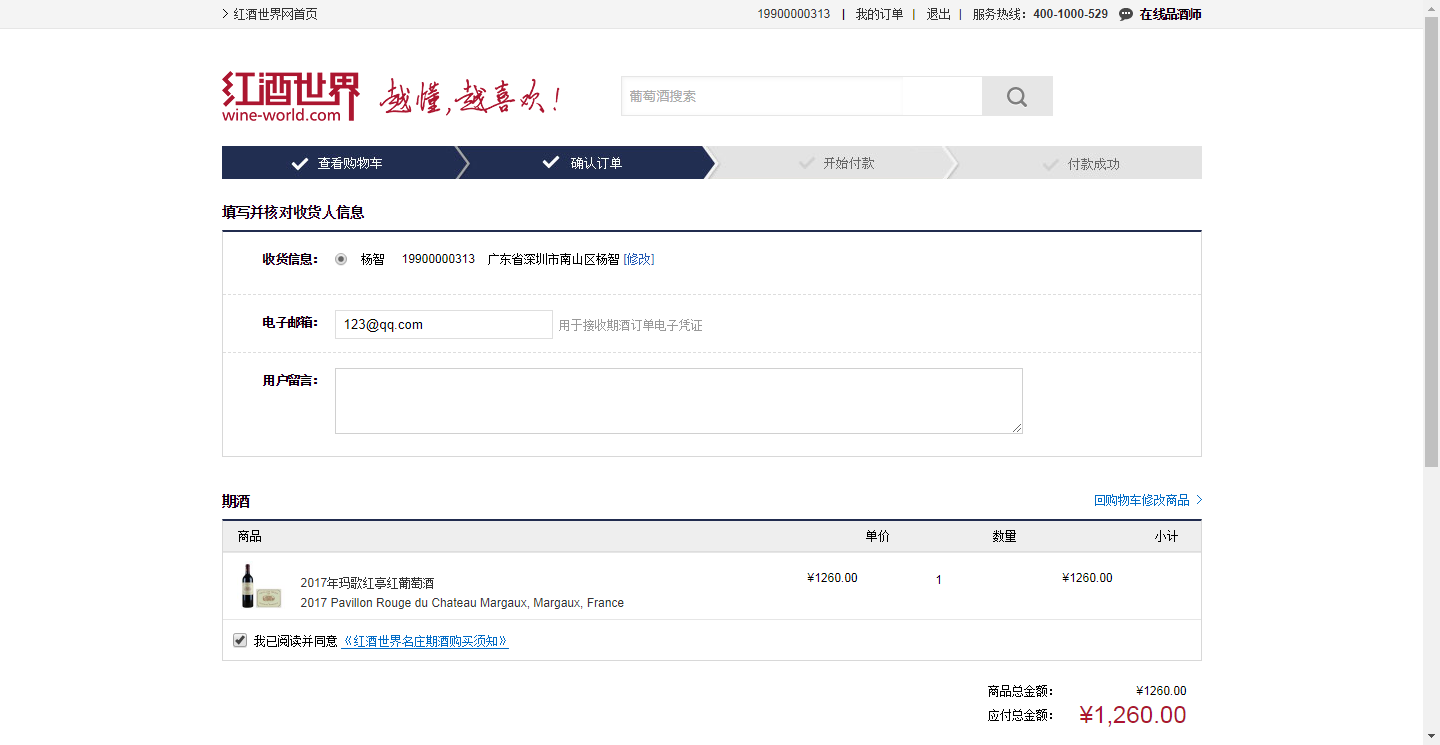 红酒世界网首页
19900000313 | 我的订单 | 退出 | 服务热线：400-1000-529 在线品酒师
红酒世界
wine-world.com
越懂,越喜欢!
葡萄酒搜索
查看购物车 确认订单 开始付款 付款成功
填写并核对收货人信息
收货信息： 杨智 19900000313 广东省深圳市南山区杨智 [修改]
电子邮箱： 123@qq.com 用于接收期酒订单电子凭证
用户留言：
期酒 回购物车修改商品
商品 单价 数量 小计
2017年玛歌红亭红葡萄酒 ¥1260.00 1 ¥1260.00
2017 Pavillon Rouge du Chateau Margaux, Margaux, France
我已阅读并同意 《红酒世界名庄期酒购买须知》
商品总金额： ¥1260.00
应付总金额： ¥1,260.00